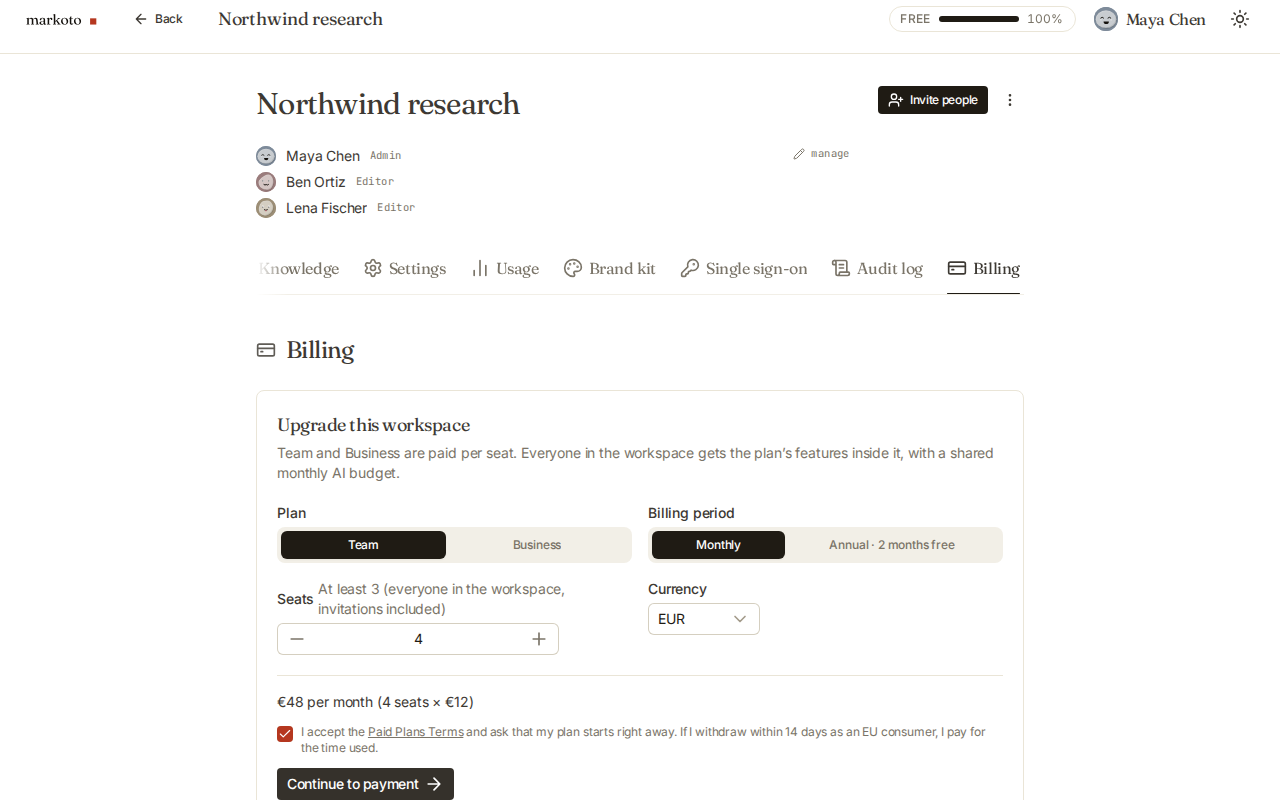 markoto
Back
Northwind research
FREE 100%
Maya Chen
Northwind research
Invite people
Maya Chen Admin
manage
Ben Ortiz Editor
Lena Fischer Editor
Knowledge
Settings
Usage
Brand kit
Single sign-on
Audit log
Billing
Billing
Upgrade this workspace
Team and Business are paid per seat. Everyone in the workspace gets the plan’s features inside it, with a shared
monthly AI budget.
Plan
Billing period
Team
Business
Monthly
Annual · 2 months free
Seats At least 3 (everyone in the workspace,
invitations included)
Currency
4
EUR
€48 per month (4 seats × €12)
I accept the Paid Plans Terms and ask that my plan starts right away. If I withdraw within 14 days as an EU consumer, I pay for
the time used.
Continue to payment